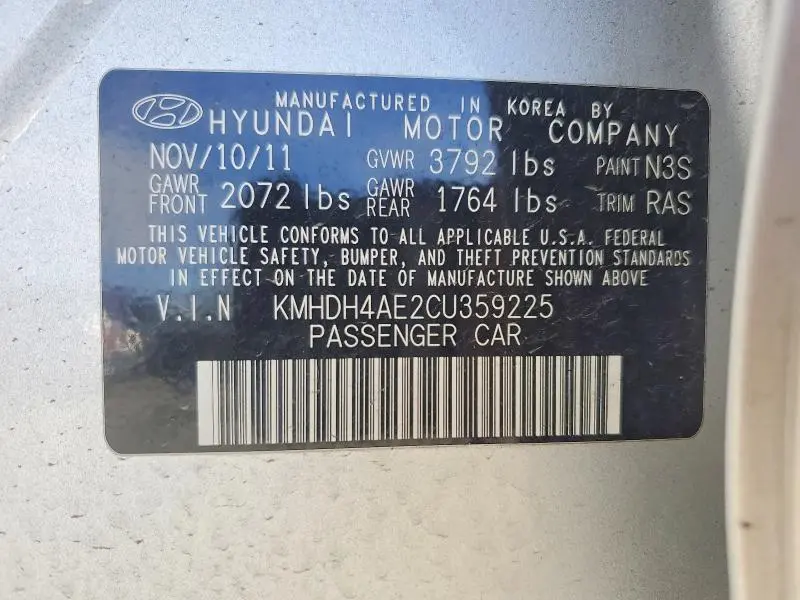 MANUFACTURED IN KOREA BY
HYUNDAI MOTOR COMPANY
NOV/10/11 GVWR 3792 lbs PAINT N3S
GAWR FRONT 2072 lbs GAWR REAR 1764 lbs TRIM RAS
THIS VEHICLE CONFORMS TO ALL APPLICABLE U.S.A. FEDERAL
MOTOR VEHICLE SAFETY, BUMPER, AND THEFT PREVENTION STANDARDS
IN EFFECT ON THE DATE OF MANUFACTURE SHOWN ABOVE
V.I.N KMHDH4AE2CU359225
PASSENGER CAR